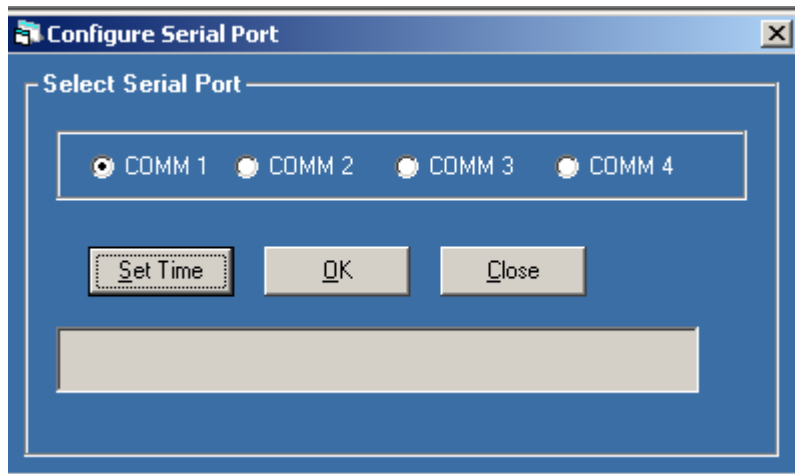 Configure Serial Port
Select Serial Port
COMM 1 COMM 2 COMM 3 COMM 4
Set Time OK Close